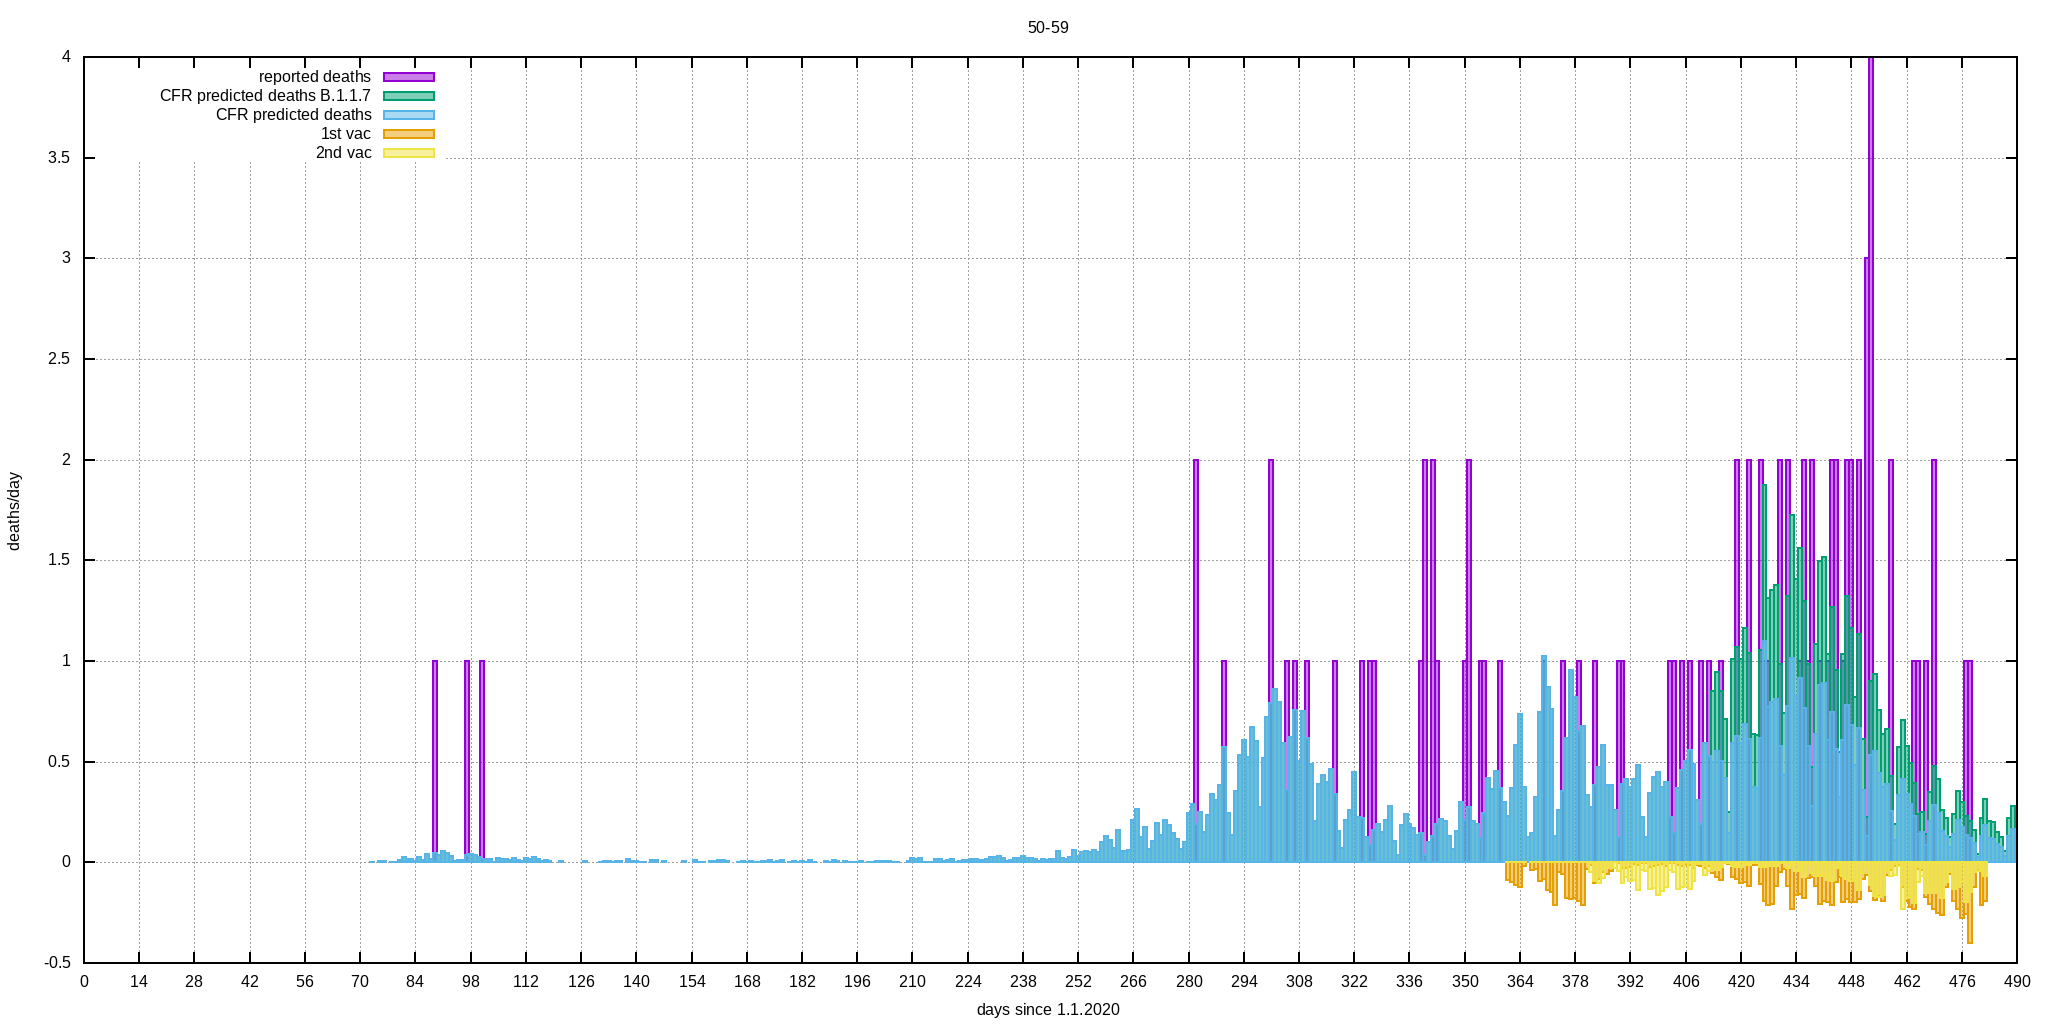 50-59
4
reported deaths
CFR predicted deaths B.1.1.7
CFR predicted deaths
1st vac
2nd vac
3.5
3
2.5
2
1.5
1
0.5
0
-0.5
deaths/day
0 14 28 42 56 70 84 98 112 126 140 154 168 182 196 210 224 238 252 266 280 294 308 322 336 350 364 378 392 406 420 434 448 462 476 490
days since 1.1.2020